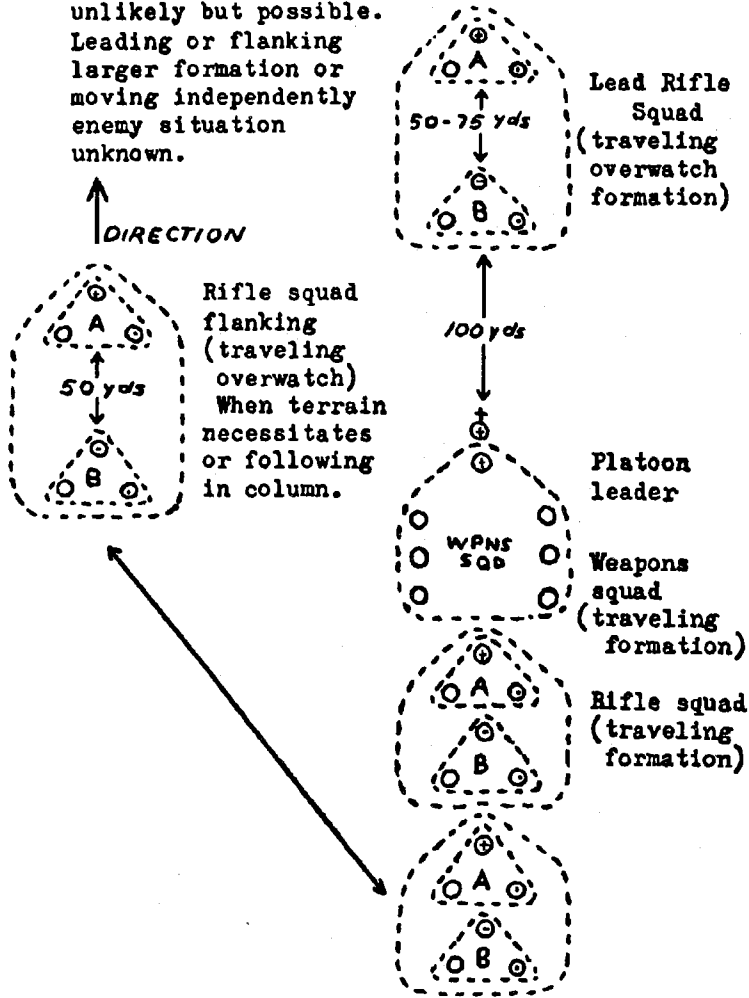 unlikely but possible.
Leading or flanking
larger formation or
moving independently
enemy situation
unknown.
DIRECTION
A
50 yds
B
Rifle squad
flanking
(traveling
overwatch)
When terrain
necessitates
or following
in column.
A
50-75 yds
B
Lead Rifle
Squad
(traveling
overwatch
formation)
100 yds
Platoon
leader
WPNS
SQD
Weapons
squad
(traveling
formation)
A
B
Rifle squad
(traveling
formation)
A
B